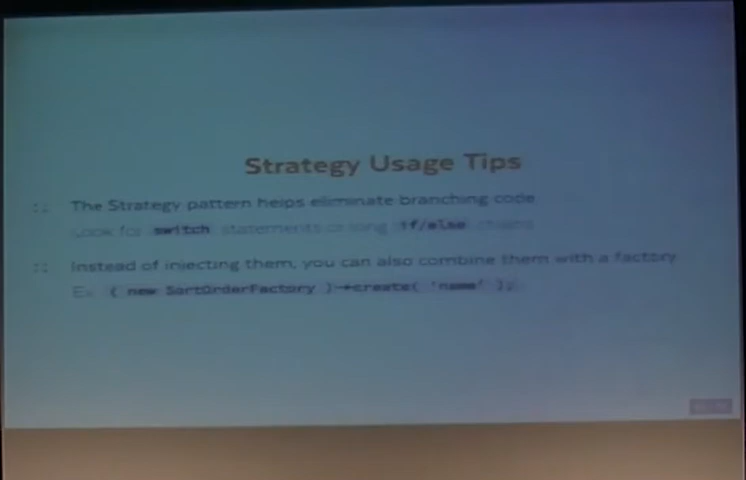 Strategy Usage Tips
:: The Strategy pattern helps eliminate branching code
Look for switch statements or long if/else chains
:: Instead of injecting them, you can also combine them with a factory
Ex. ( new SortOrderFactory )->create( 'name' );